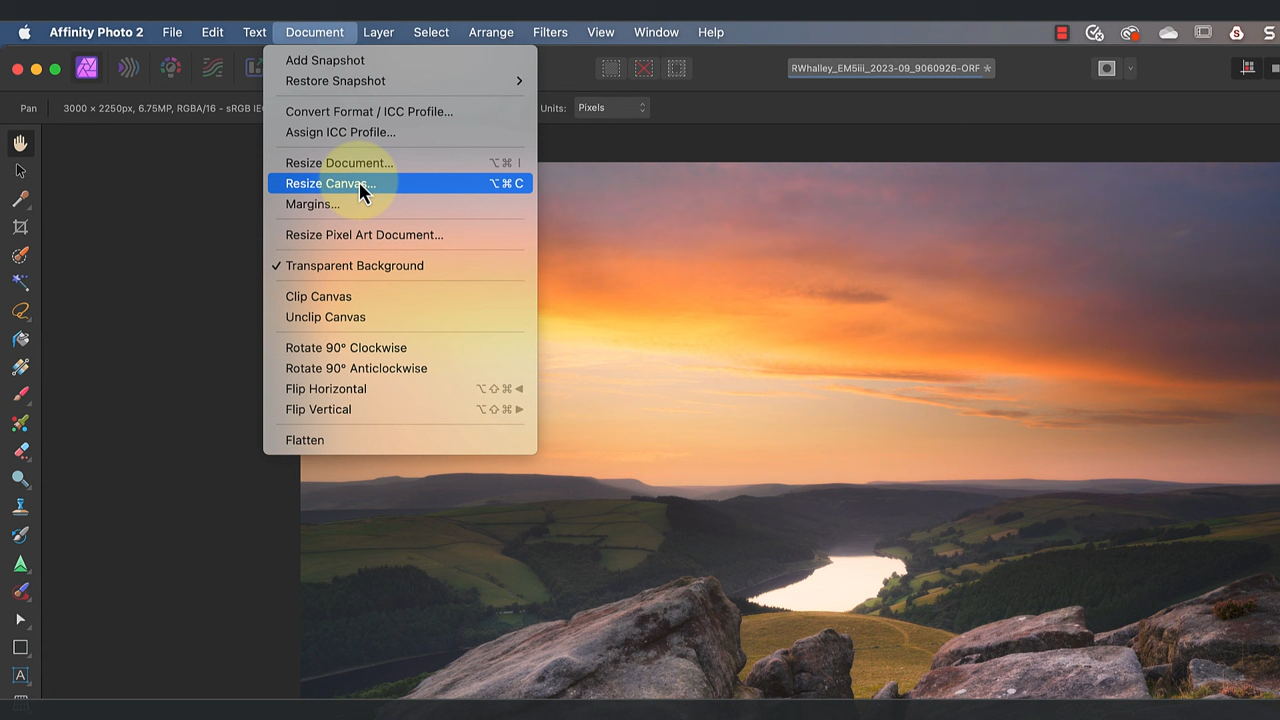 Affinity Photo 2 File Edit Text Document Layer Select Arrange Filters View Window Help
RWhalley_EM5iii_2023-09_9060926-ORF *
Pan 3000 × 2250px, 6.75MP, RGBA/16 - sRGB Units: Pixels
Add Snapshot
Restore Snapshot
Convert Format / ICC Profile...
Assign ICC Profile...
Resize Document... ⌥⌘ I
Resize Canvas... ⌥⌘ C
Margins...
Resize Pixel Art Document...
✓ Transparent Background
Clip Canvas
Unclip Canvas
Rotate 90° Clockwise
Rotate 90° Anticlockwise
Flip Horizontal ⌥⇧⌘◀
Flip Vertical ⌥⇧⌘▶
Flatten